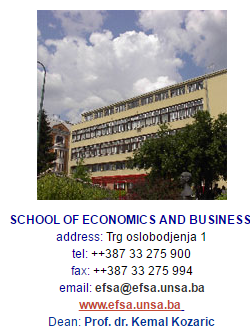 SCHOOL OF ECONOMICS AND BUSINESS
address: Trg oslobodjenja 1
tel: ++387 33 275 900
fax: ++387 33 275 994
email: efsa@efsa.unsa.ba
www.efsa.unsa.ba
Dean: Prof. dr. Kemal Kozaric